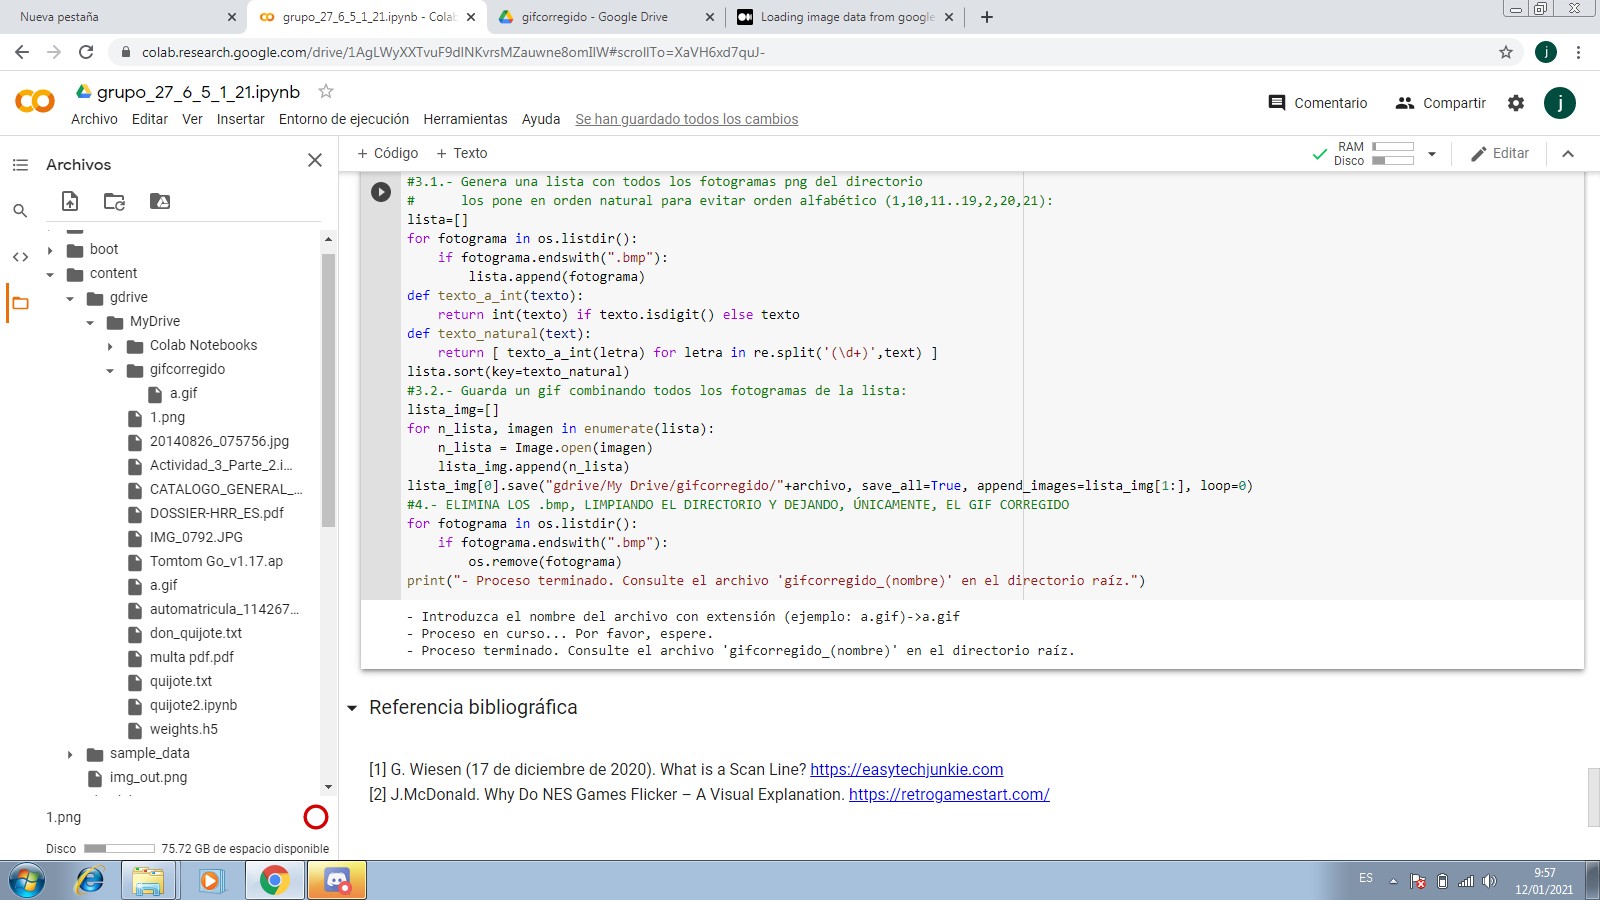 Nueva pestaña
grupo_27_6_5_1_21.ipynb - Colab
gifcorregido - Google Drive
Loading image data from google
colab.research.google.com/drive/1AgLWyXXTvuF9dINKvrsMZauwne8omIlW#scrollTo=XaVH6xd7quJ-
j
grupo_27_6_5_1_21.ipynb
Comentario
Compartir
j
Archivo Editar Ver Insertar Entorno de ejecución Herramientas Ayuda Se han guardado todos los cambios
Archivos
+ Código + Texto
RAM
Disco
Editar
boot
content
gdrive
MyDrive
Colab Notebooks
gifcorregido
a.gif
1.png
20140826_075756.jpg
Actividad_3_Parte_2.i...
CATALOGO_GENERAL_...
DOSSIER-HRR_ES.pdf
IMG_0792.JPG
Tomtom Go_v1.17.ap
a.gif
automatricula_114267...
don_quijote.txt
multa pdf.pdf
quijote.txt
quijote2.ipynb
weights.h5
sample_data
img_out.png
1.png
Disco 75.72 GB de espacio disponible
#3.1.- Genera una lista con todos los fotogramas png del directorio
#      los pone en orden natural para evitar orden alfabético (1,10,11..19,2,20,21):
lista=[]
for fotograma in os.listdir():
    if fotograma.endswith(".bmp"):
        lista.append(fotograma)
def texto_a_int(texto):
    return int(texto) if texto.isdigit() else texto
def texto_natural(text):
    return [ texto_a_int(letra) for letra in re.split('(\d+)',text) ]
lista.sort(key=texto_natural)
#3.2.- Guarda un gif combinando todos los fotogramas de la lista:
lista_img=[]
for n_lista, imagen in enumerate(lista):
    n_lista = Image.open(imagen)
    lista_img.append(n_lista)
lista_img[0].save("gdrive/My Drive/gifcorregido/"+archivo, save_all=True, append_images=lista_img[1:], loop=0)
#4.- ELIMINA LOS .bmp, LIMPIANDO EL DIRECTORIO Y DEJANDO, ÚNICAMENTE, EL GIF CORREGIDO
for fotograma in os.listdir():
    if fotograma.endswith(".bmp"):
        os.remove(fotograma)
print("- Proceso terminado. Consulte el archivo 'gifcorregido_(nombre)' en el directorio raíz.")
- Introduzca el nombre del archivo con extensión (ejemplo: a.gif)->a.gif
- Proceso en curso... Por favor, espere.
- Proceso terminado. Consulte el archivo 'gifcorregido_(nombre)' en el directorio raíz.
Referencia bibliográfica
[1] G. Wiesen (17 de diciembre de 2020). What is a Scan Line? https://easytechjunkie.com
[2] J.McDonald. Why Do NES Games Flicker – A Visual Explanation. https://retrogamestart.com/
ES
9:57
12/01/2021